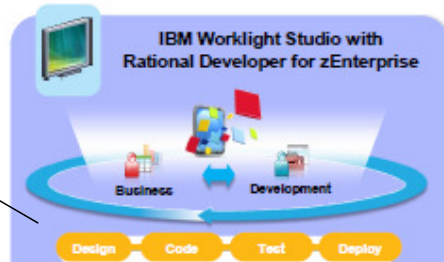 IBM Worklight Studio with
Rational Developer for zEnterprise
Business
Development
Design Code Test Deploy